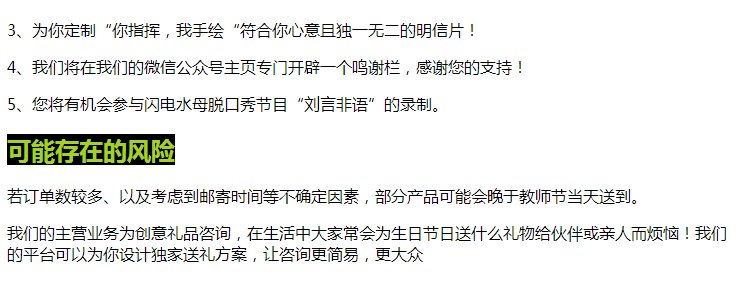 3、为你定制“你指挥，我手绘“符合你心意且独一无二的明信片！
4、我们将在我们的微信公众号主页专门开辟一个鸣谢栏，感谢您的支持！
5、您将有机会参与闪电水母脱口秀节目“刘言非语”的录制。
可能存在的风险
若订单数较多、以及考虑到邮寄时间等不确定因素，部分产品可能会晚于教师节当天送到。
我们的主营业务为创意礼品咨询，在生活中大家常会为生日节日送什么礼物给伙伴或亲人而烦恼！我们
的平台可以为你设计独家送礼方案，让咨询更简易，更大众